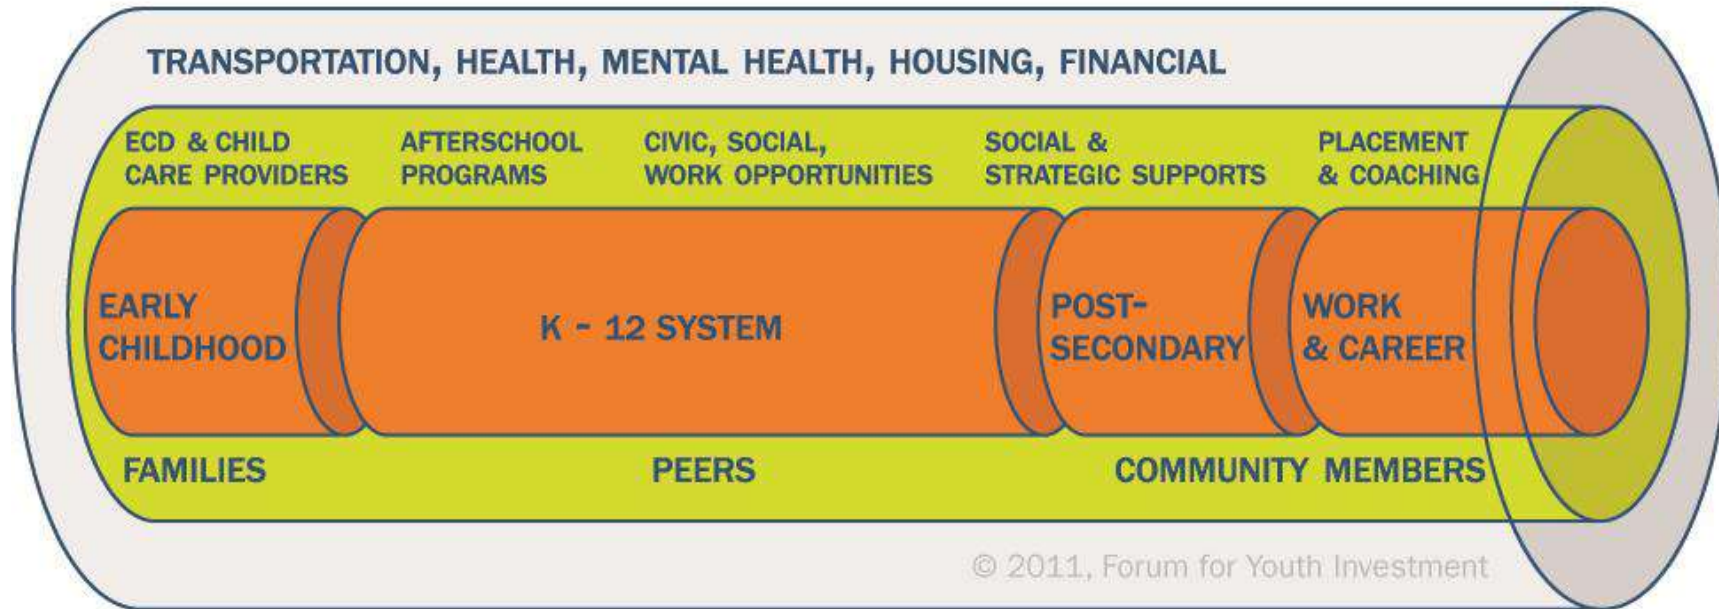 TRANSPORTATION, HEALTH, MENTAL HEALTH, HOUSING, FINANCIAL
ECD & CHILD
CARE PROVIDERS
AFTERSCHOOL
PROGRAMS
CIVIC, SOCIAL,
WORK OPPORTUNITIES
SOCIAL &
STRATEGIC SUPPORTS
PLACEMENT
& COACHING
EARLY
CHILDHOOD
K - 12 SYSTEM
POST-
SECONDARY
WORK
& CAREER
FAMILIES
PEERS
COMMUNITY MEMBERS
© 2011, Forum for Youth Investment